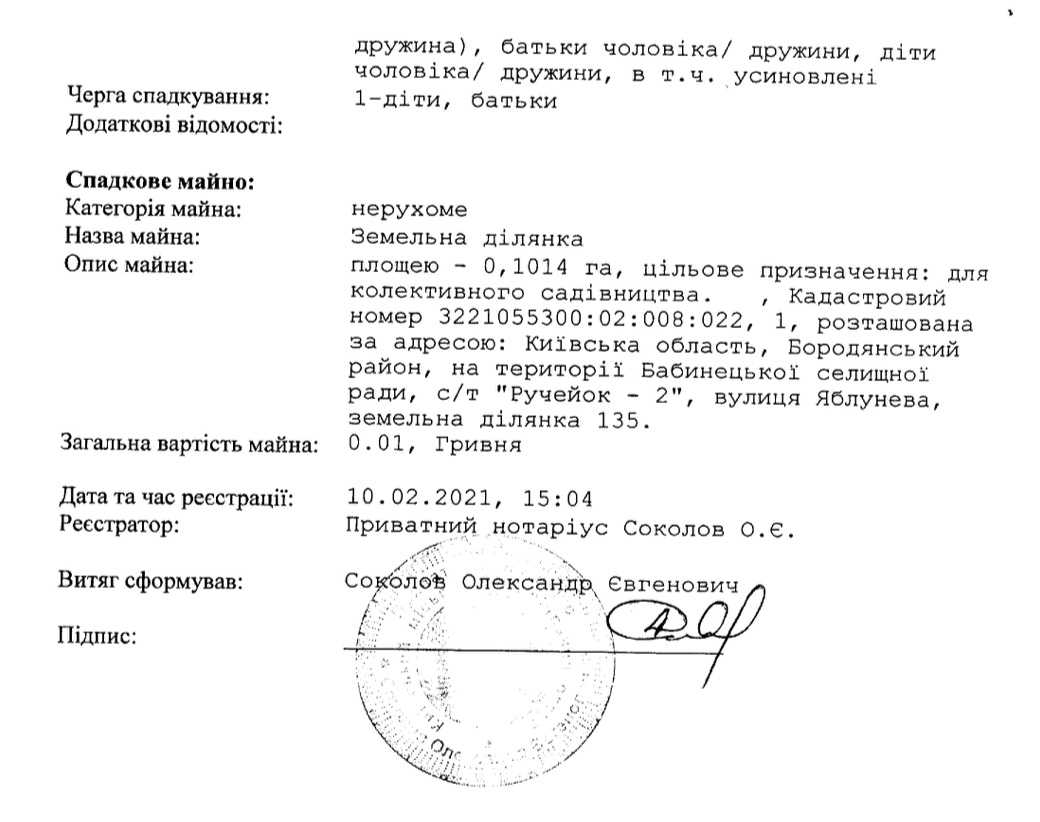 дружина), батьки чоловіка/ дружини, діти
чоловіка/ дружини, в т.ч. усиновлені
Черга спадкування: 1-діти, батьки
Додаткові відомості:
Спадкове майно:
Категорія майна: нерухоме
Назва майна: Земельна ділянка
Опис майна: площею - 0,1014 га, цільове призначення: для
колективного садівництва. , Кадастровий
номер 3221055300:02:008:022, 1, розташована
за адресою: Київська область, Бородянський
район, на території Бабинецької селищної
ради, с/т "Ручейок - 2", вулиця Яблунева,
земельна ділянка 135.
Загальна вартість майна: 0.01, Гривня
Дата та час реєстрації: 10.02.2021, 15:04
Реєстратор: Приватний нотаріус Соколов О.Є.
Витяг сформував: Соколов Олександр Євгенович
Підпис: